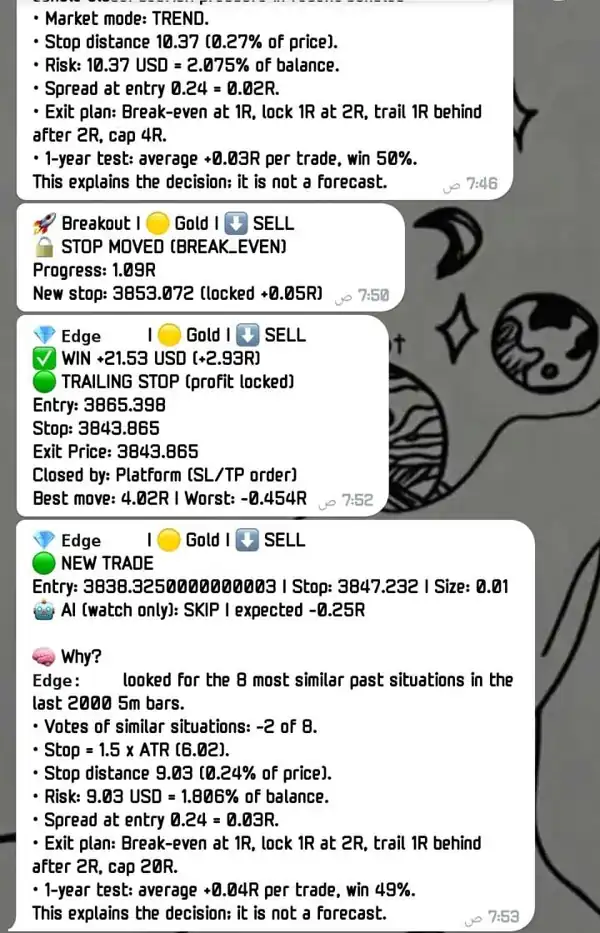 • Market mode: TREND.
• Stop distance 10.37 (0.27% of price).
• Risk: 10.37 USD = 2.075% of balance.
• Spread at entry 0.24 = 0.02R.
• Exit plan: Break-even at 1R, lock 1R at 2R, trail 1R behind
after 2R, cap 4R.
• 1-year test: average +0.03R per trade, win 50%.
This explains the decision; it is not a forecast.
7:46 ص
🚀 Breakout | 🟡 Gold | ⬇️ SELL
🔒 STOP MOVED (BREAK_EVEN)
Progress: 1.09R
New stop: 3853.072 (locked +0.05R)
7:50 ص
💎 Edge | 🟡 Gold | ⬇️ SELL
✅ WIN +21.53 USD (+2.93R)
🟢 TRAILING STOP (profit locked)
Entry: 3865.398
Stop: 3843.865
Exit Price: 3843.865
Closed by: Platform (SL/TP order)
Best move: 4.02R | Worst: -0.454R
7:52 ص
💎 Edge | 🟡 Gold | ⬇️ SELL
🟢 NEW TRADE
Entry: 3838.3250000000003 | Stop: 3847.232 | Size: 0.01
🤖 AI (watch only): SKIP | expected -0.25R
🧠 Why?
Edge: looked for the 8 most similar past situations in the
last 2000 5m bars.
• Votes of similar situations: -2 of 8.
• Stop = 1.5 x ATR (6.02).
• Stop distance 9.03 (0.24% of price).
• Risk: 9.03 USD = 1.806% of balance.
• Spread at entry 0.24 = 0.03R.
• Exit plan: Break-even at 1R, lock 1R at 2R, trail 1R behind
after 2R, cap 20R.
• 1-year test: average +0.04R per trade, win 49%.
This explains the decision; it is not a forecast.
7:53 ص